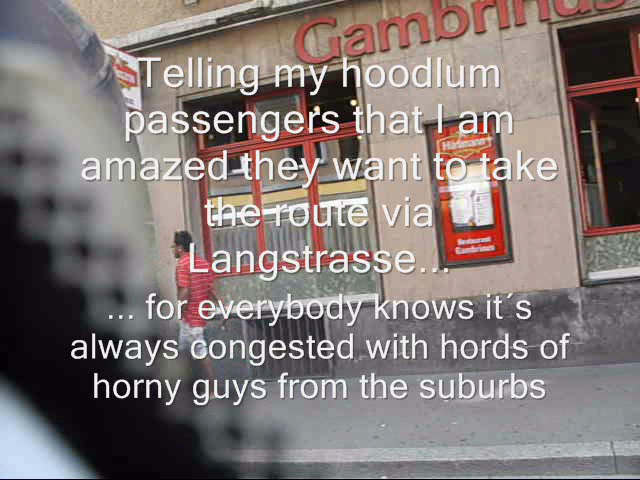 Gambrinus
Telling my hoodlum
passengers that I am
amazed they want to take
the route via
Langstrasse...
... for everybody knows it´s
always congested with hords of
horny guys from the suburbs
Hürlimann
Restaurant
Gambrinus